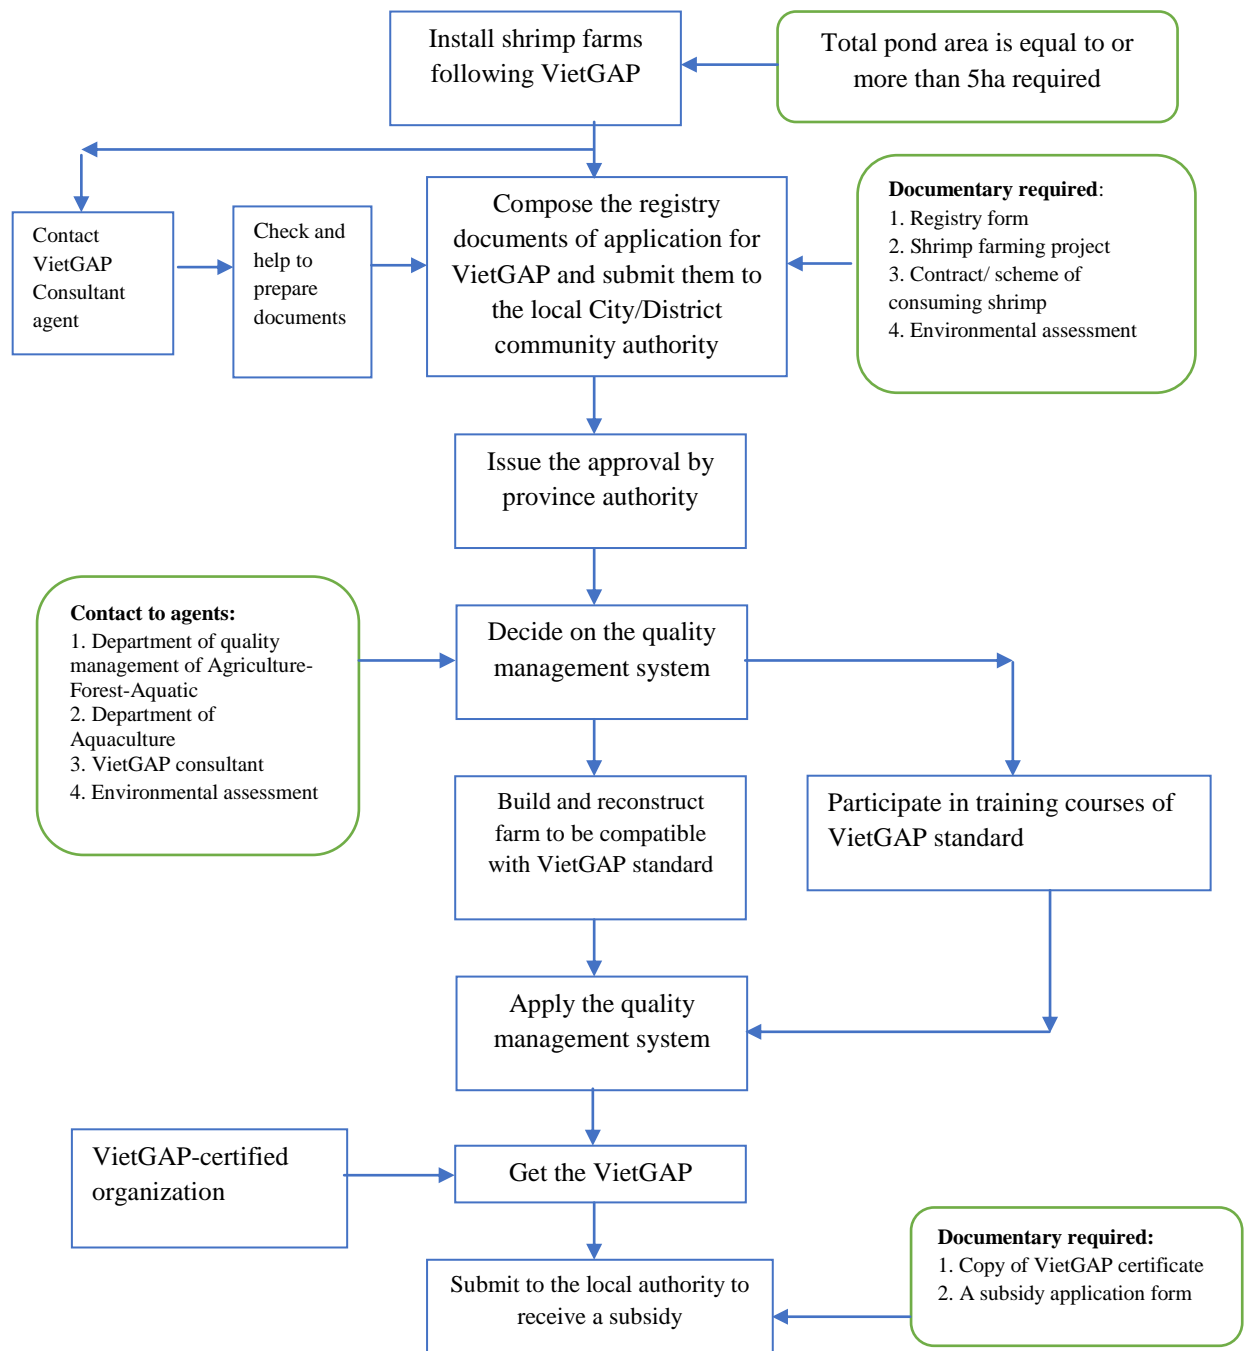 Install shrimp farms
following VietGAP
Total pond area is equal to or
more than 5ha required
Contact
VietGAP
Consultant
agent
Check and
help to
prepare
documents
Compose the registry
documents of application for
VietGAP and submit them to
the local City/District
community authority
Documentary required:
1. Registry form
2. Shrimp farming project
3. Contract/ scheme of
consuming shrimp
4. Environmental assessment
Issue the approval by
province authority
Contact to agents:
1. Department of quality
management of Agriculture-
Forest-Aquatic
2. Department of
Aquaculture
3. VietGAP consultant
4. Environmental assessment
Decide on the quality
management system
Build and reconstruct
farm to be compatible
with VietGAP standard
Participate in training courses of
VietGAP standard
Apply the quality
management system
VietGAP-certified
organization
Get the VietGAP
Submit to the local authority to
receive a subsidy
Documentary required:
1. Copy of VietGAP certificate
2. A subsidy application form